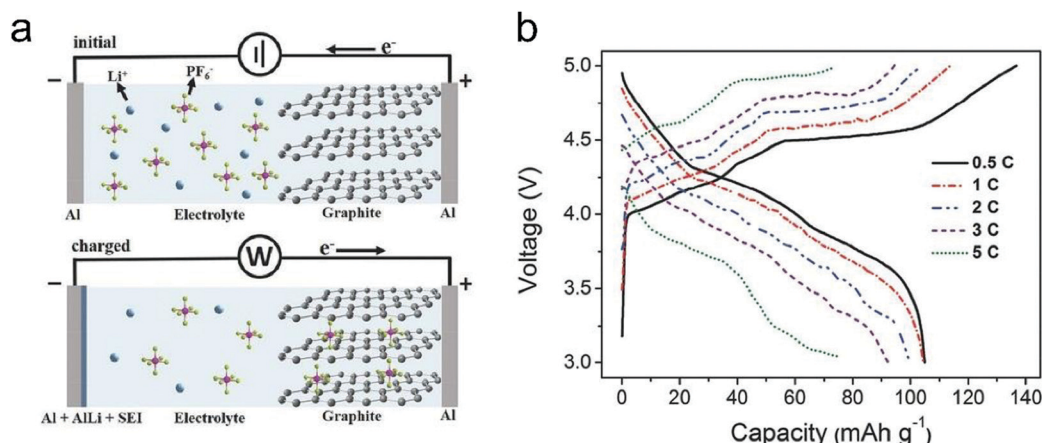 a
initial
e⁻
−
+
Li⁺
PF₆⁻
Al
Electrolyte
Graphite
Al
charged
W
e⁻
−
+
Al + AlLi + SEI
Electrolyte
Graphite
Al
b
5.0
4.5
4.0
3.5
3.0
Voltage (V)
0.5 C
1 C
2 C
3 C
5 C
0 20 40 60 80 100 120 140
Capacity (mAh g⁻¹)